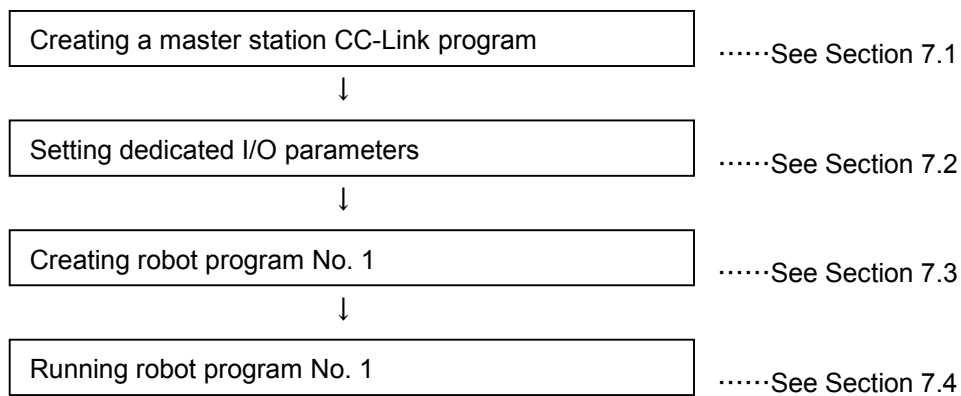 Creating a master station CC-Link program ······See Section 7.1
↓
Setting dedicated I/O parameters ······See Section 7.2
↓
Creating robot program No. 1 ······See Section 7.3
↓
Running robot program No. 1 ······See Section 7.4